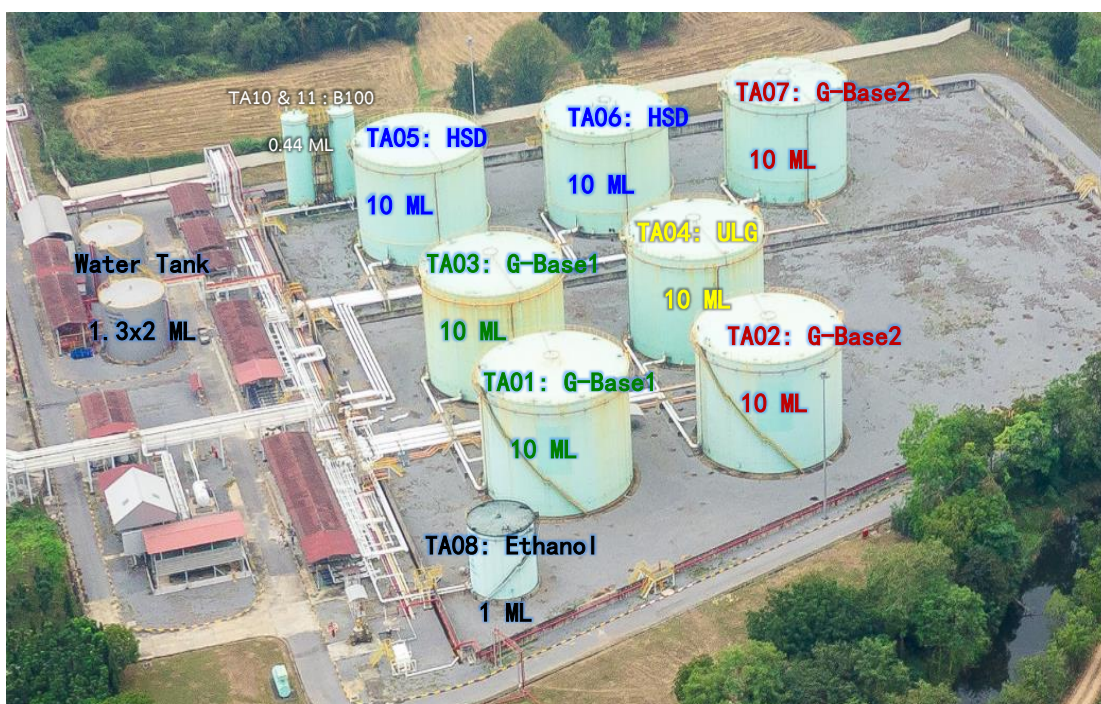 TA10 & 11 : B100
0.44 ML
TA05: HSD
10 ML
TA06: HSD
10 ML
TA07: G-Base2
10 ML
Water Tank
1.3x2 ML
TA03: G-Base1
10 ML
TA04: ULG
10 ML
TA01: G-Base1
10 ML
TA02: G-Base2
10 ML
TA08: Ethanol
1 ML